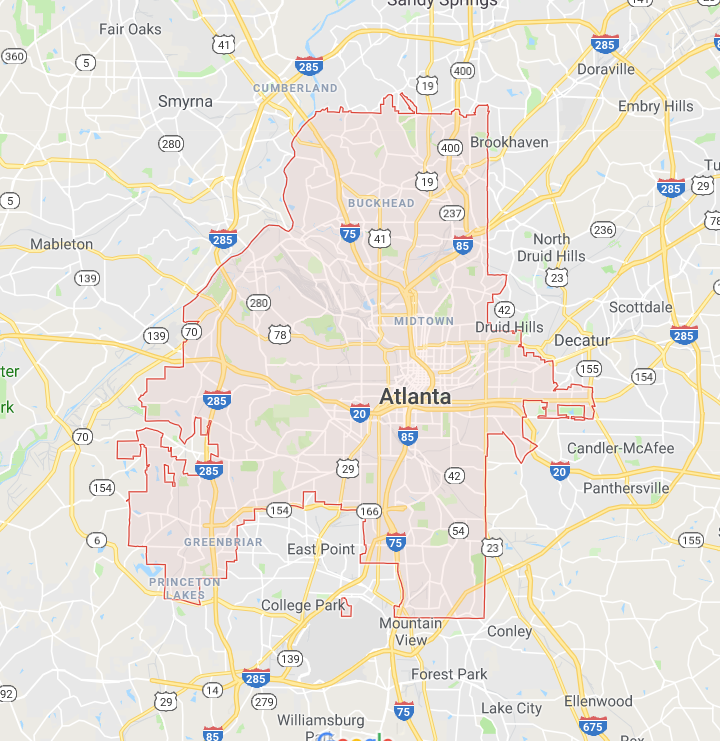 Sandy Springs
141
Fair Oaks
41
285
360
5
285
400
19
Doraville
CUMBERLAND
Smyrna
Embry Hills
280
400
Brookhaven
19
285
29
5
BUCKHEAD
237
78
75
41
236
285
85
Mableton
North
Druid Hills
23
139
280
42
Scottdale
MIDTOWN
70
78
139
Druid Hills
285
Decatur
155
154
Atlanta
285
20
85
70
Candler-McAfee
29
42
20
285
Panthersville
154
154
166
54
6
75
155
GREENBRIAR
East Point
23
PRINCETON
LAKES
College Park
Mountain
View
Conley
139
Forest Park
285
14
92
29
279
Lake City
75
Ellenwood
Williamsburg
85
675